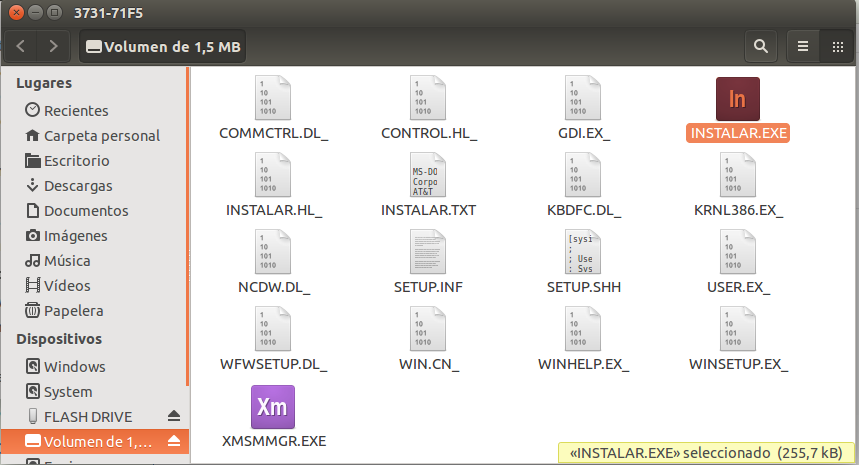 3731-71F5
Volumen de 1,5 MB
Lugares
Recientes
Carpeta personal
Escritorio
Descargas
Documentos
Imágenes
Música
Vídeos
Papelera
Dispositivos
Windows
System
FLASH DRIVE
Volumen de 1,...
1
10
101
1010
COMMCTRL.DL_
1
10
101
1010
CONTROL.HL_
1
10
101
1010
GDI.EX_
In
INSTALAR.EXE
1
10
101
1010
INSTALAR.HL_
MS-DO
Corpo
AT&T
INSTALAR.TXT
1
10
101
1010
KBDFC.DL_
1
10
101
1010
KRNL386.EX_
1
10
101
1010
NCDW.DL_
SETUP.INF
[sysi
;
; Use
: Svs
SETUP.SHH
1
10
101
1010
USER.EX_
1
10
101
1010
WFWSETUP.DL_
1
10
101
1010
WIN.CN_
1
10
101
1010
WINHELP.EX_
1
10
101
1010
WINSETUP.EX_
Xm
XMSMMGR.EXE
«INSTALAR.EXE» seleccionado (255,7 kB)